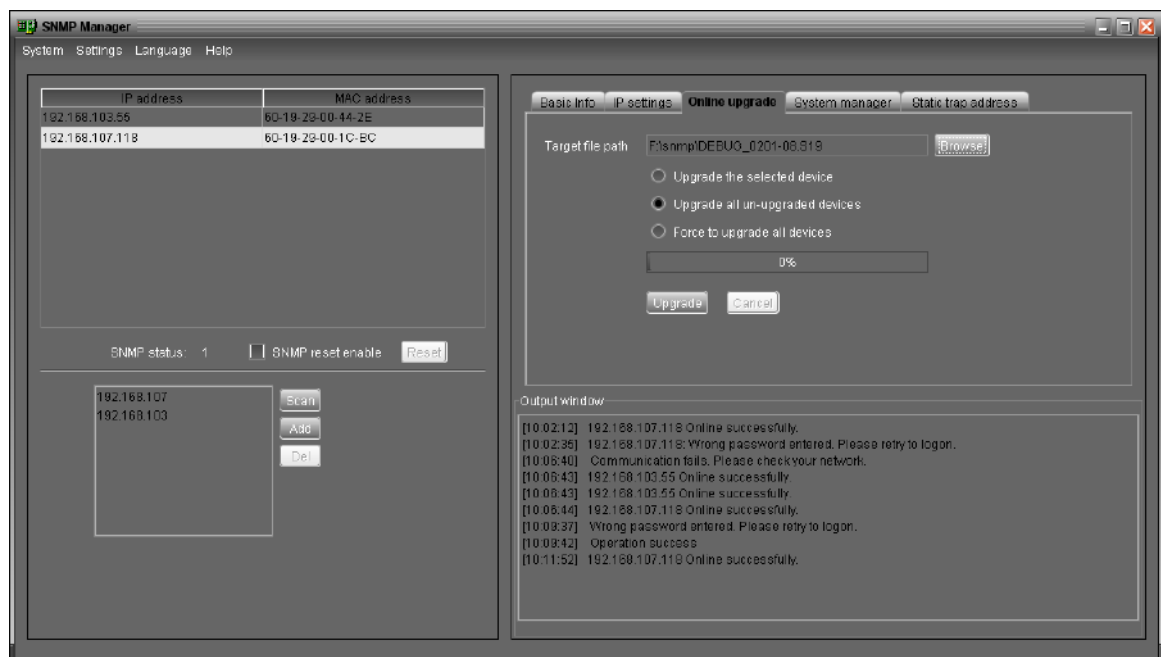 SNMP Manager
System Settings Language Help
IP address MAC address
192.168.103.55 60-19-29-00-44-2E
192.168.107.118 60-19-29-00-1C-BC
SNMP status: 1 SNMP reset enable Reset
192.168.107
192.168.103
Scan
Add
Del
Basic Info IP settings Online upgrade System manager Static trap address
Target file path F:\snmp\DEBUO_0201-08.S19 Browse
Upgrade the selected device
Upgrade all un-upgraded devices
Force to upgrade all devices
0%
Upgrade Cancel
Output window
[10:02:12] 192.168.107.118 Online successfully.
[10:02:35] 192.168.107.118: Wrong password entered. Please retry to logon.
[10:06:40] Communication fails. Please check your network.
[10:06:43] 192.168.103.55 Online successfully.
[10:06:43] 192.168.103.55 Online successfully.
[10:06:44] 192.168.107.118 Online successfully.
[10:09:37] Wrong password entered. Please retry to logon.
[10:09:42] Operation success
[10:11:52] 192.168.107.118 Online successfully.